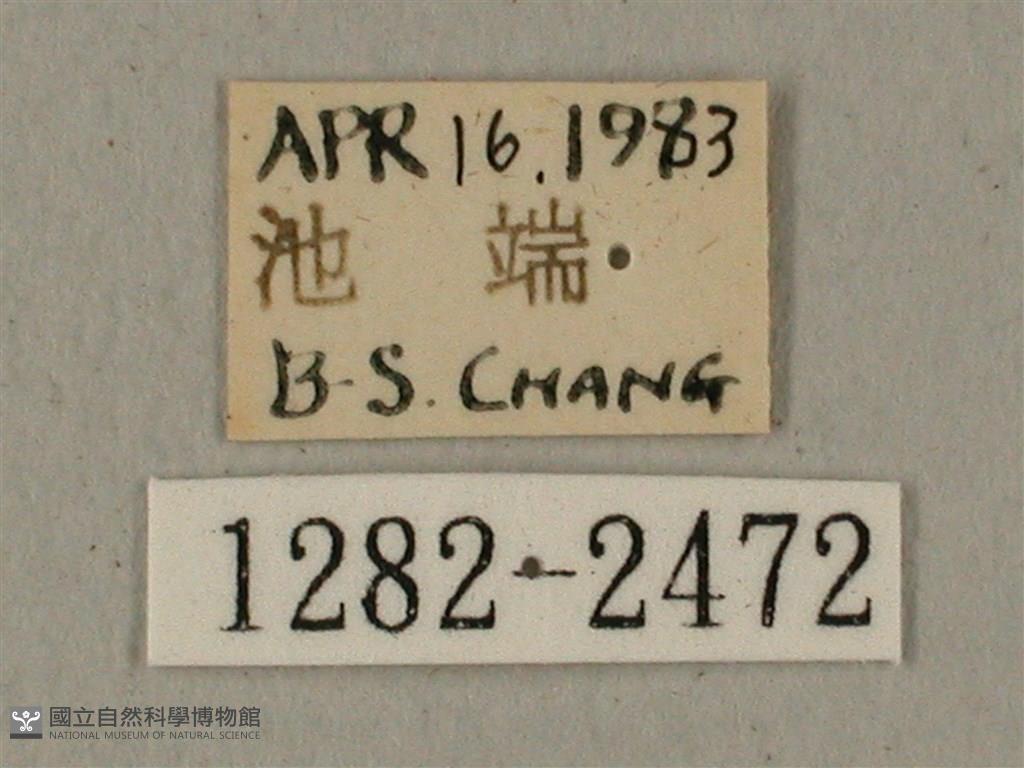 APR 16. 1983
池 端
B-S. CHANG
1282-2472
國立自然科學博物館
NATIONAL MUSEUM OF NATURAL SCIENCE